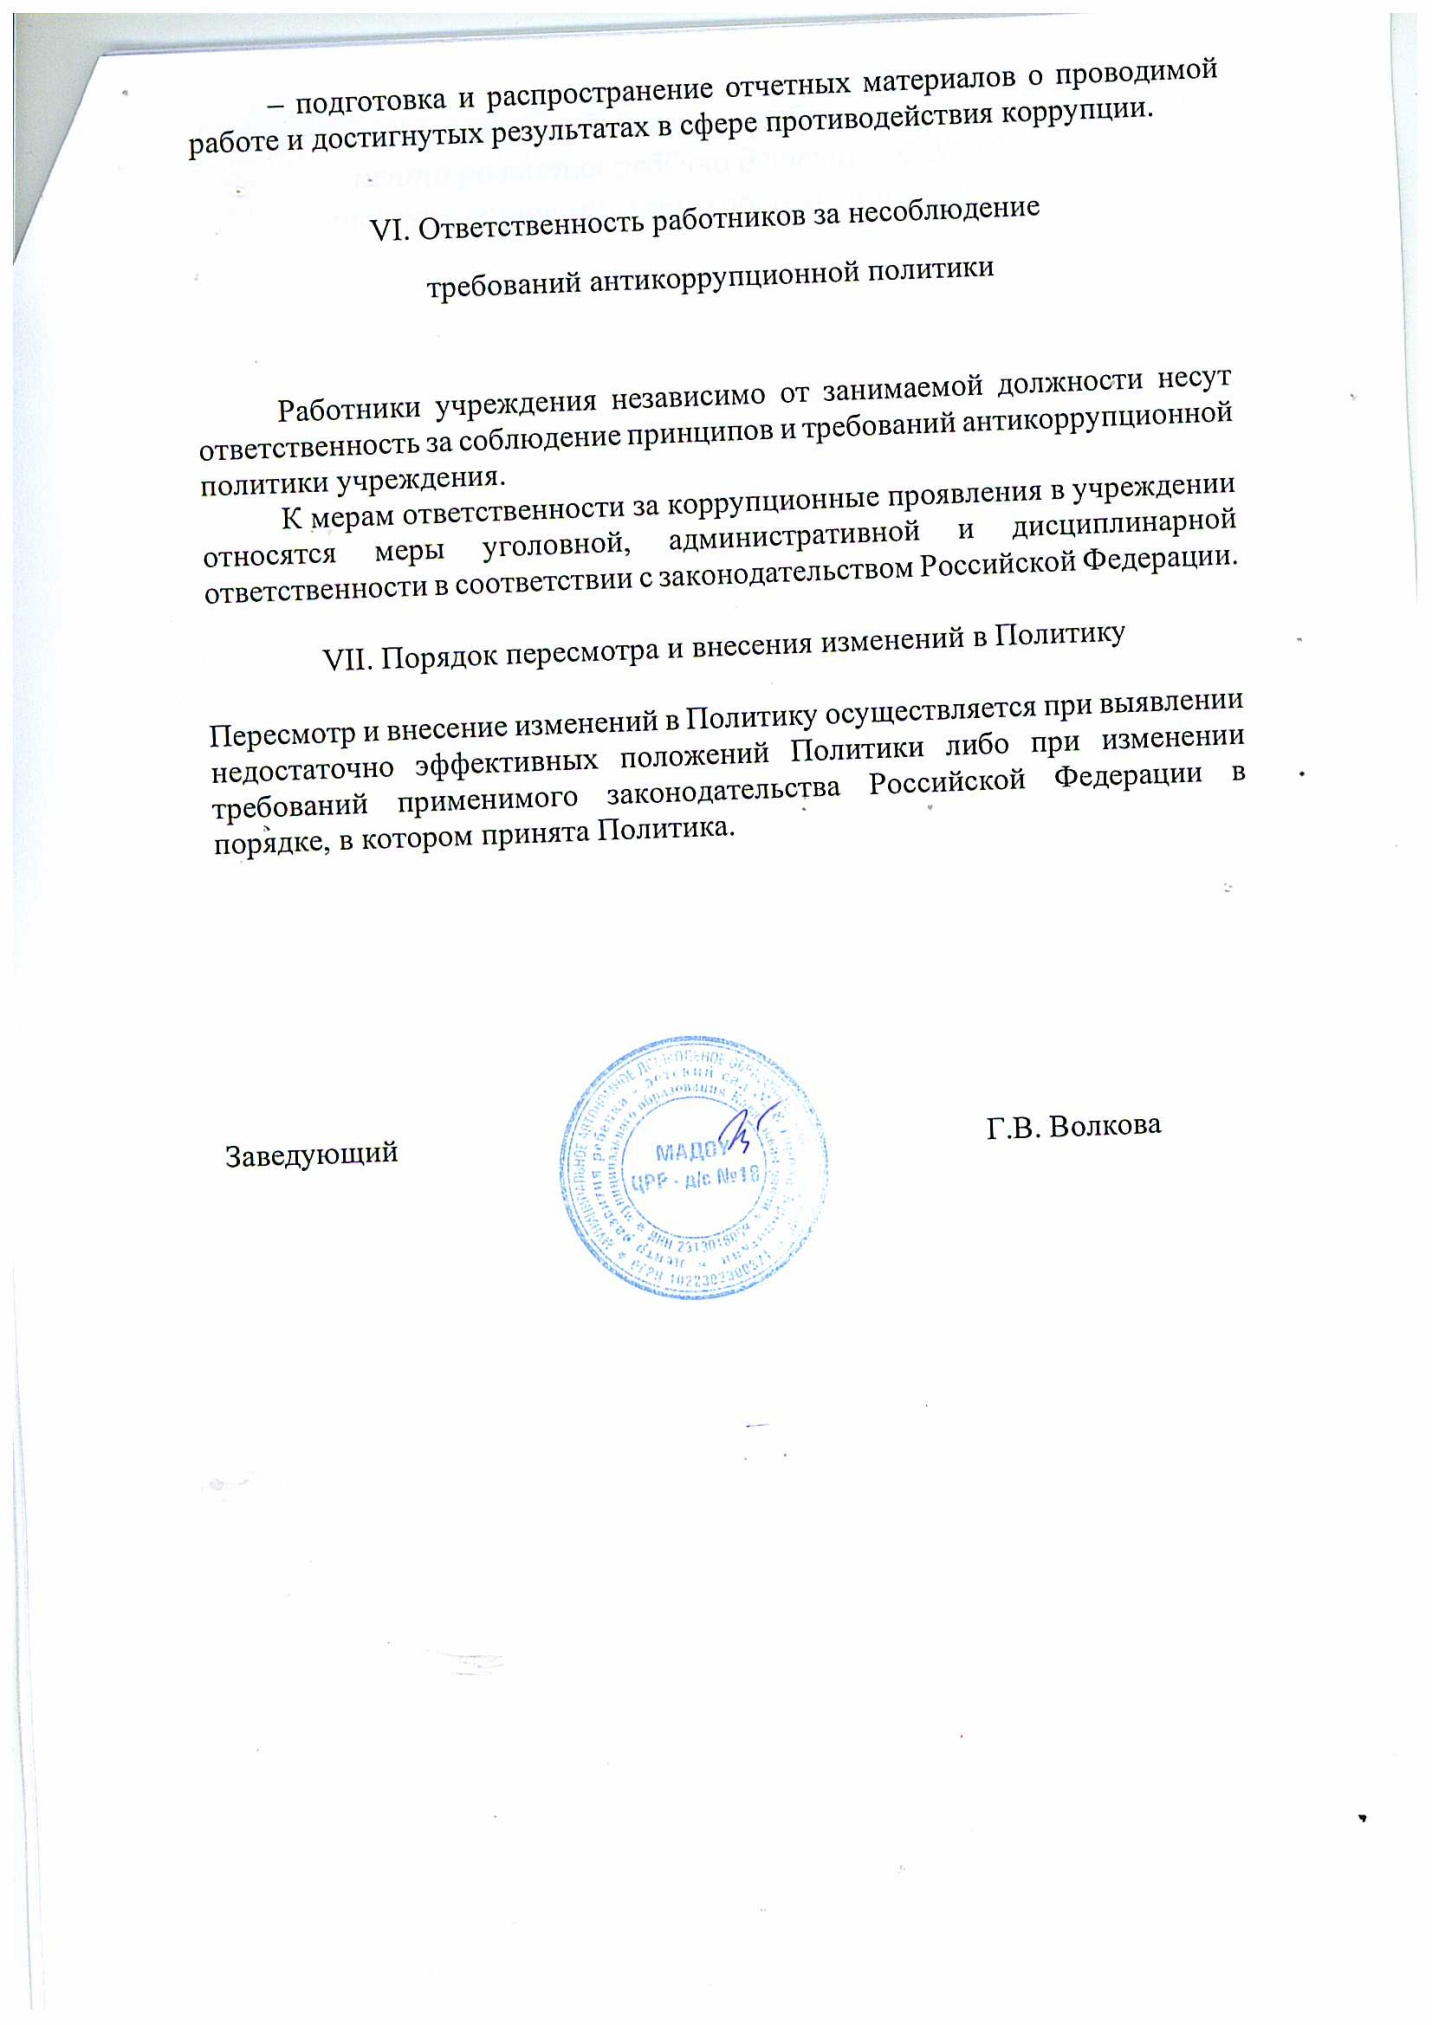 – подготовка и распространение отчетных материалов о проводимой
работе и достигнутых результатах в сфере противодействия коррупции.
VI. Ответственность работников за несоблюдение
требований антикоррупционной политики
Работники учреждения независимо от занимаемой должности несут
ответственность за соблюдение принципов и требований антикоррупционной
политики учреждения.
К мерам ответственности за коррупционные проявления в учреждении
относятся меры уголовной, административной и дисциплинарной
ответственности в соответствии с законодательством Российской Федерации.
VII. Порядок пересмотра и внесения изменений в Политику
Пересмотр и внесение изменений в Политику осуществляется при выявлении
недостаточно эффективных положений Политики либо при изменении
требований применимого законодательства Российской Федерации в
порядке, в котором принята Политика.
Заведующий
МАДОУ
ЦРР - д/с №18
Г.В. Волкова